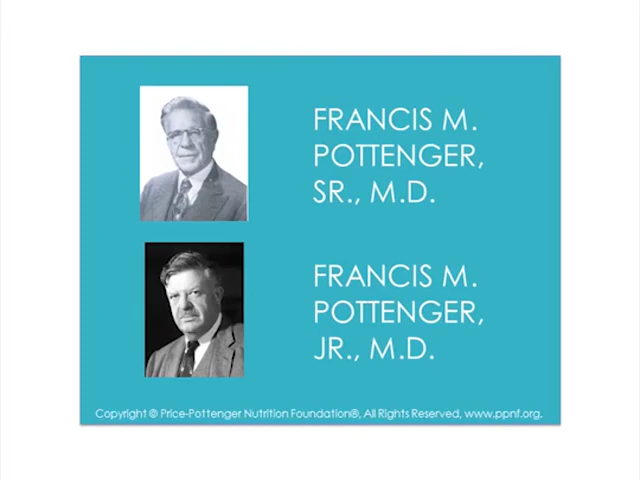 FRANCIS M.
POTTENGER,
SR., M.D.
FRANCIS M.
POTTENGER,
JR., M.D.
Copyright © Price-Pottenger Nutrition Foundation®, All Rights Reserved, www.ppnf.org.